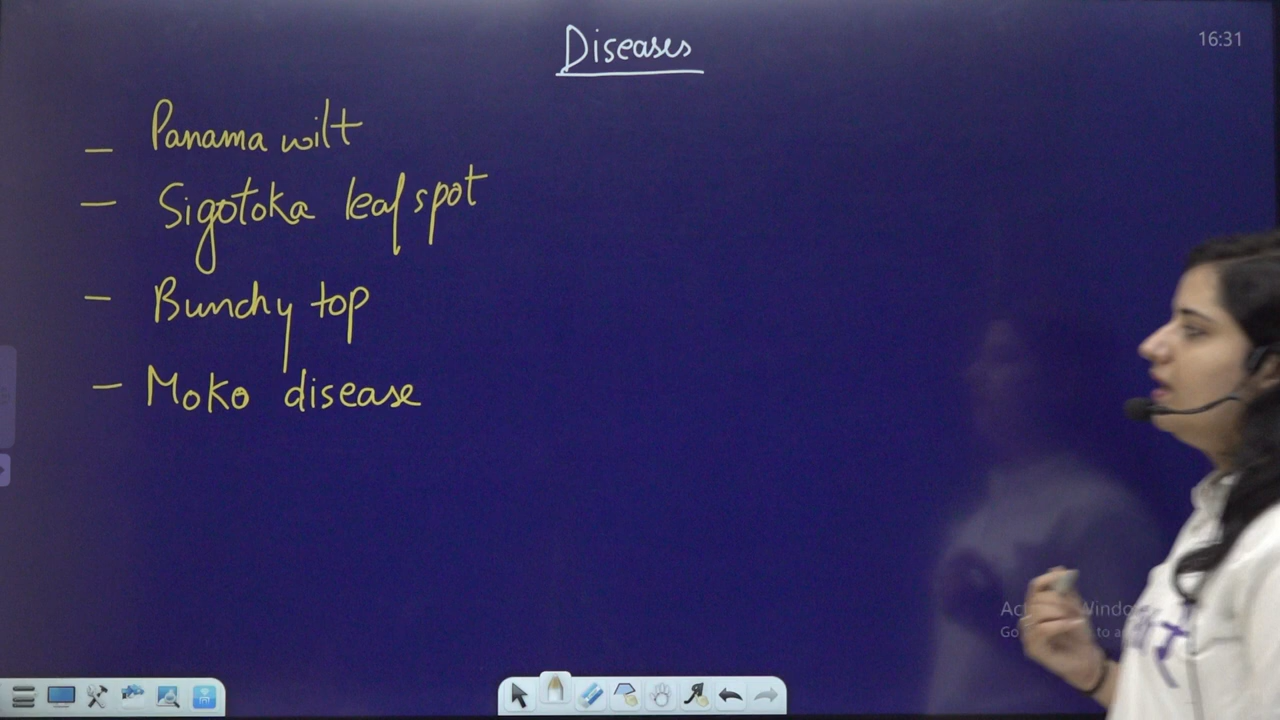 Diseases
16:31
– Panama wilt
– Sigotoka leaf spot
– Bunchy top
– Moko disease